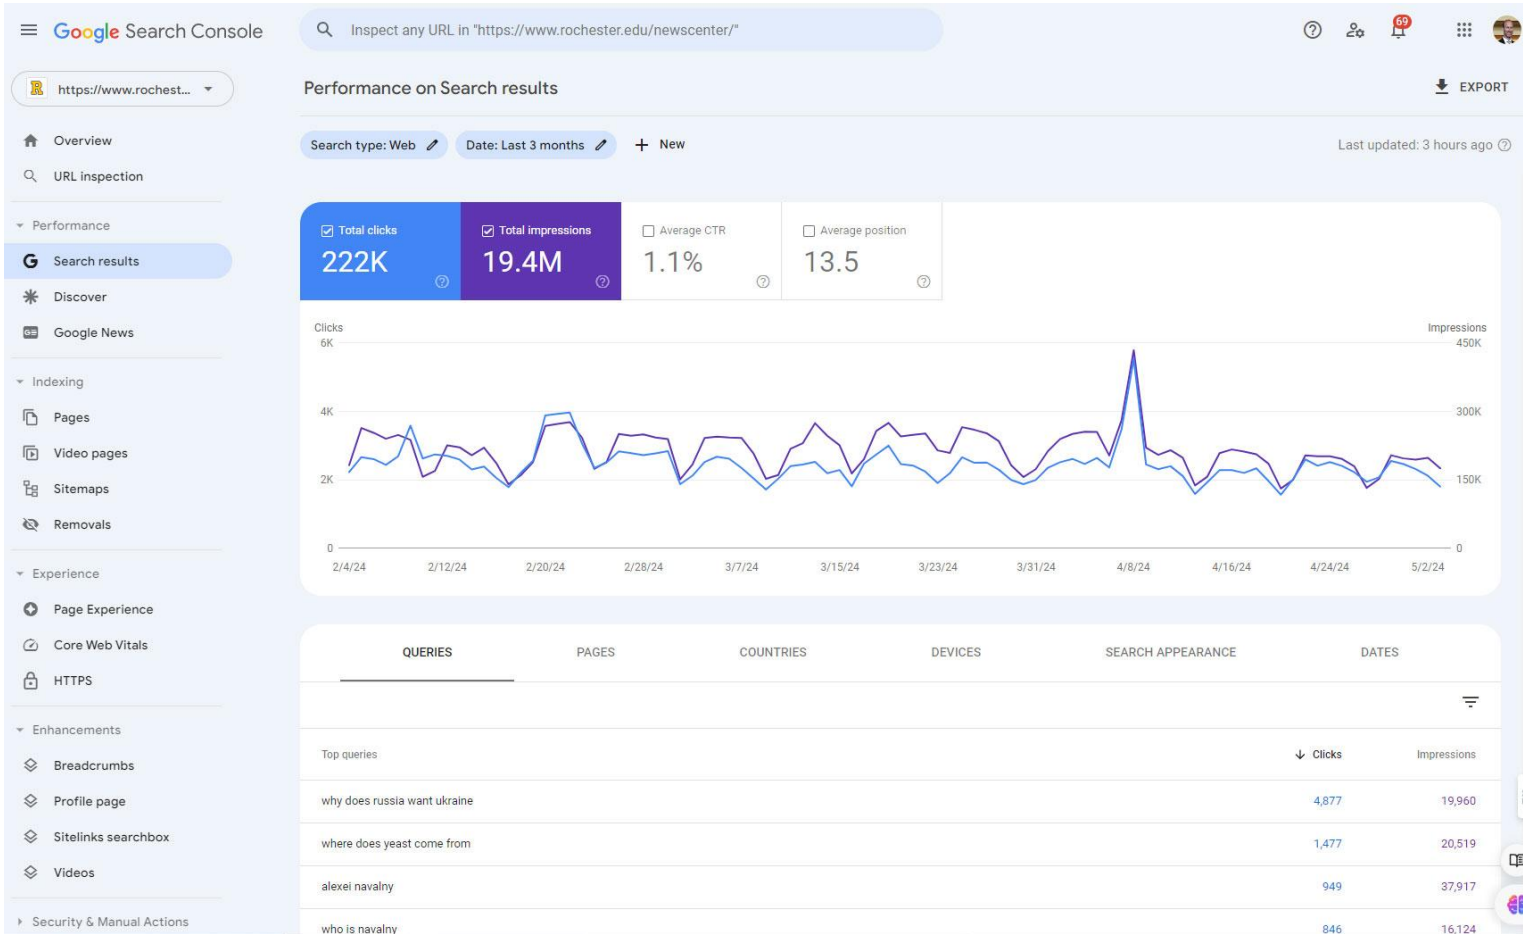 Google Search Console
Inspect any URL in "https://www.rochester.edu/newscenter/"
69
https://www.rochest...
Performance on Search results
EXPORT
Overview
URL inspection
Search type: Web
Date: Last 3 months
+ New
Last updated: 3 hours ago
Performance
Search results
Discover
Google News
Indexing
Pages
Video pages
Sitemaps
Removals
Experience
Page Experience
Core Web Vitals
HTTPS
Enhancements
Breadcrumbs
Profile page
Sitelinks searchbox
Videos
Security & Manual Actions
Total clicks
222K
Total impressions
19.4M
Average CTR
1.1%
Average position
13.5
Clicks
Impressions
6K
450K
4K
300K
2K
150K
0
0
2/4/24 2/12/24 2/20/24 2/28/24 3/7/24 3/15/24 3/23/24 3/31/24 4/8/24 4/16/24 4/24/24 5/2/24
QUERIES PAGES COUNTRIES DEVICES SEARCH APPEARANCE DATES
Top queries Clicks Impressions
why does russia want ukraine 4,877 19,960
where does yeast come from 1,477 20,519
alexei navalny 949 37,917
who is navalny 846 16,124